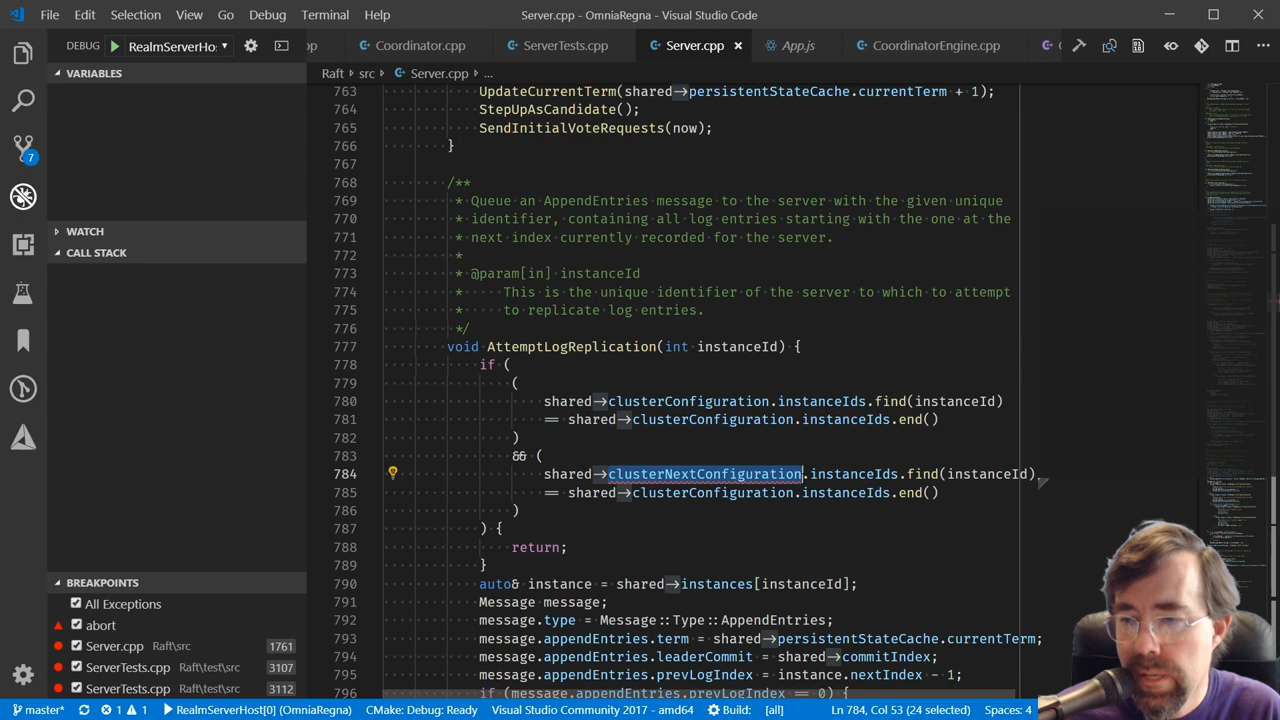 File Edit Selection View Go Debug Terminal Help Server.cpp - OmniaRegna - Visual Studio Code
DEBUG RealmServerHos pp Coordinator.cpp ServerTests.cpp Server.cpp App.js CoordinatorEngine.cpp
VARIABLES
WATCH
CALL STACK
BREAKPOINTS
All Exceptions
abort
Server.cpp Raft\src 1761
ServerTests.cpp Raft\test\src 3107
ServerTests.cpp Raft\test\src 3112
Raft > src > Server.cpp > ...
763 UpdateCurrentTerm(shared->persistentStateCache.currentTerm + 1);
764 StepUpAsCandidate();
765 SendInitialVoteRequests(now);
766 }
767
768 /**
769 * Queue an AppendEntries message to the server with the given unique
770 * identifier, containing all log entries starting with the one at the
771 * next index currently recorded for the server.
772 *
773 * @param[in] instanceId
774 * This is the unique identifier of the server to which to attempt
775 * to replicate log entries.
776 */
777 void AttemptLogReplication(int instanceId) {
778 if (
779 (
780 shared->clusterConfiguration.instanceIds.find(instanceId)
781 == shared->clusterConfiguration.instanceIds.end()
782 )
783 && (
784 shared->clusterNextConfiguration.instanceIds.find(instanceId)
785 == shared->clusterConfiguration.instanceIds.end()
786 )
787 ) {
788 return;
789 }
790 auto& instance = shared->instances[instanceId];
791 Message message;
792 message.type = Message::Type::AppendEntries;
793 message.appendEntries.term = shared->persistentStateCache.currentTerm;
794 message.appendEntries.leaderCommit = shared->commitIndex;
795 message.appendEntries.prevLogIndex = instance.nextIndex - 1;
796 if (message.appendEntries.prevLogIndex == 0) {
7
master* 1 1 RealmServerHost[0] (OmniaRegna) CMake: Debug: Ready Visual Studio Community 2017 - amd64 Build: [all] Ln 784, Col 53 (24 selected) Spaces: 4